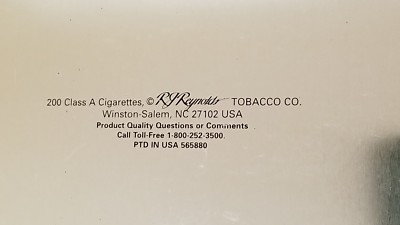 200 Class A Cigarettes, © RJReynolds TOBACCO CO.
Winston-Salem, NC 27102 USA
Product Quality Questions or Comments
Call Toll-Free 1-800-252-3500.
PTD IN USA 565880